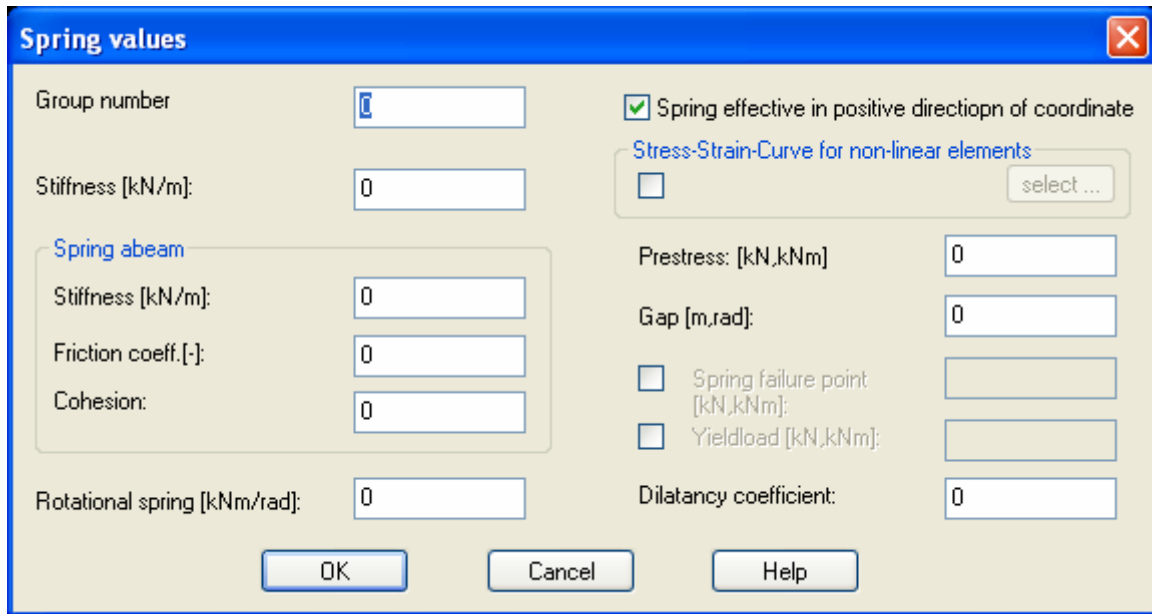 Spring values
Group number 0
Stiffness [kN/m]: 0
Spring abeam
Stiffness [kN/m]: 0
Friction coeff.[-]: 0
Cohesion: 0
Rotational spring [kNm/rad]: 0
Spring effective in positive directiopn of coordinate
Stress-Strain-Curve for non-linear elements
select ...
Prestress: [kN,kNm] 0
Gap [m,rad]: 0
Spring failure point
[kN,kNm]:
Yieldload [kN,kNm]:
Dilatancy coefficient: 0
OK Cancel Help